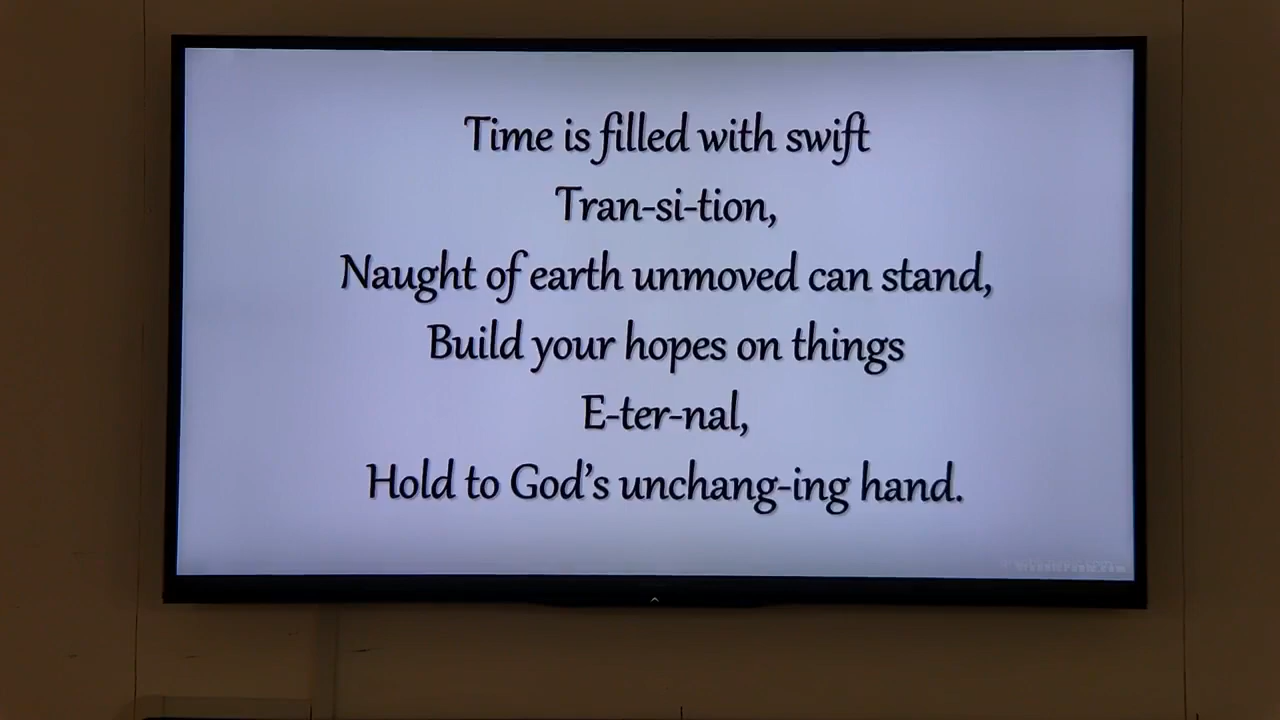 Time is filled with swift
Tran-si-tion,
Naught of earth unmoved can stand,
Build your hopes on things
E-ter-nal,
Hold to God's unchang-ing hand.